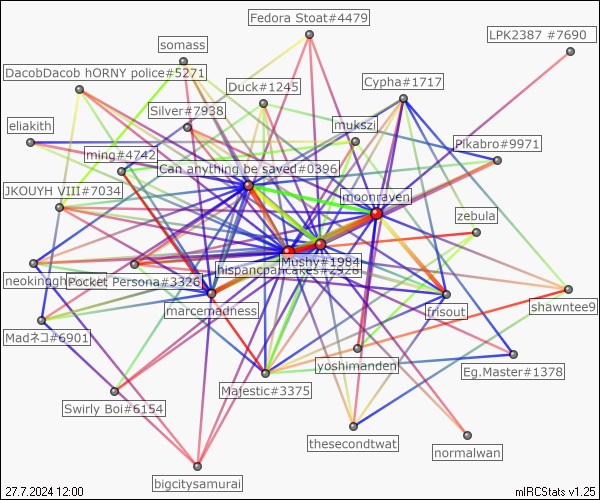 Fedora Stoat#4479
LPK2387 #7690
somass
DacobDacob hORNY police#5271
Duck#1245
Cypha#1717
Silver#7938
mukszi
eliakith
Pikabro#9971
ming#4742
Can anything be saved#0396
JKOUYH VIII#7034
moonraven
zebula
Mushy#1984
hispancpancakes#2528
Pocket Persona#3326
marcemadness
frisout
shawntee9
Madネコ#6901
yoshimanden
Eg.Master#1378
Majestic#3375
Swirly Boi#6154
thesecondtwat
normalwan
bigcitysamurai
27.7.2024 12:00
mIRCStats v1.25